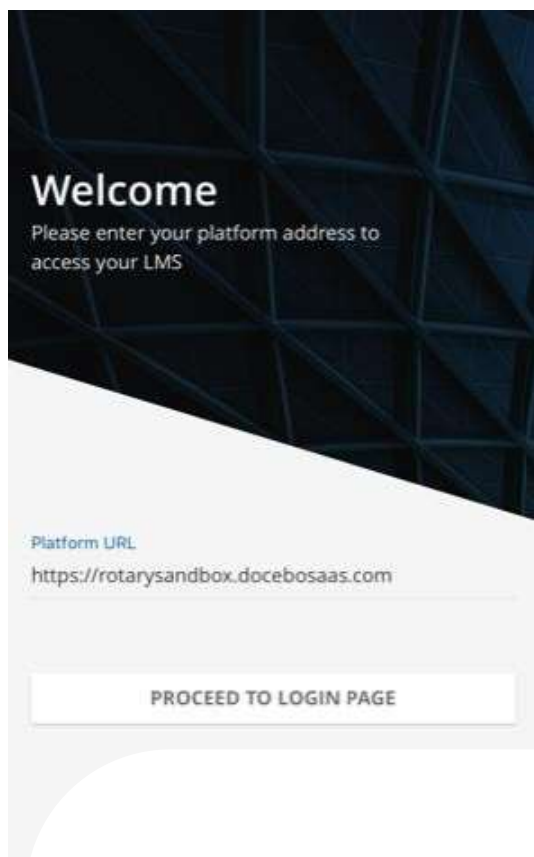 Welcome
Please enter your platform address to
access your LMS
Platform URL
https://rotarysandbox.docebosaas.com
PROCEED TO LOGIN PAGE